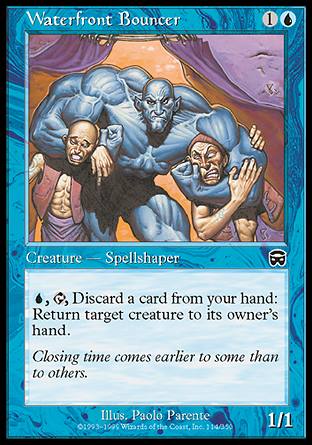 Waterfront Bouncer 1
Creature — Spellshaper
, , Discard a card from your hand:
Return target creature to its owner's
hand.
Closing time comes earlier to some than
to others.
Illus. Paolo Parente
©1993–1999 Wizards of the Coast, Inc. 114/350
1/1